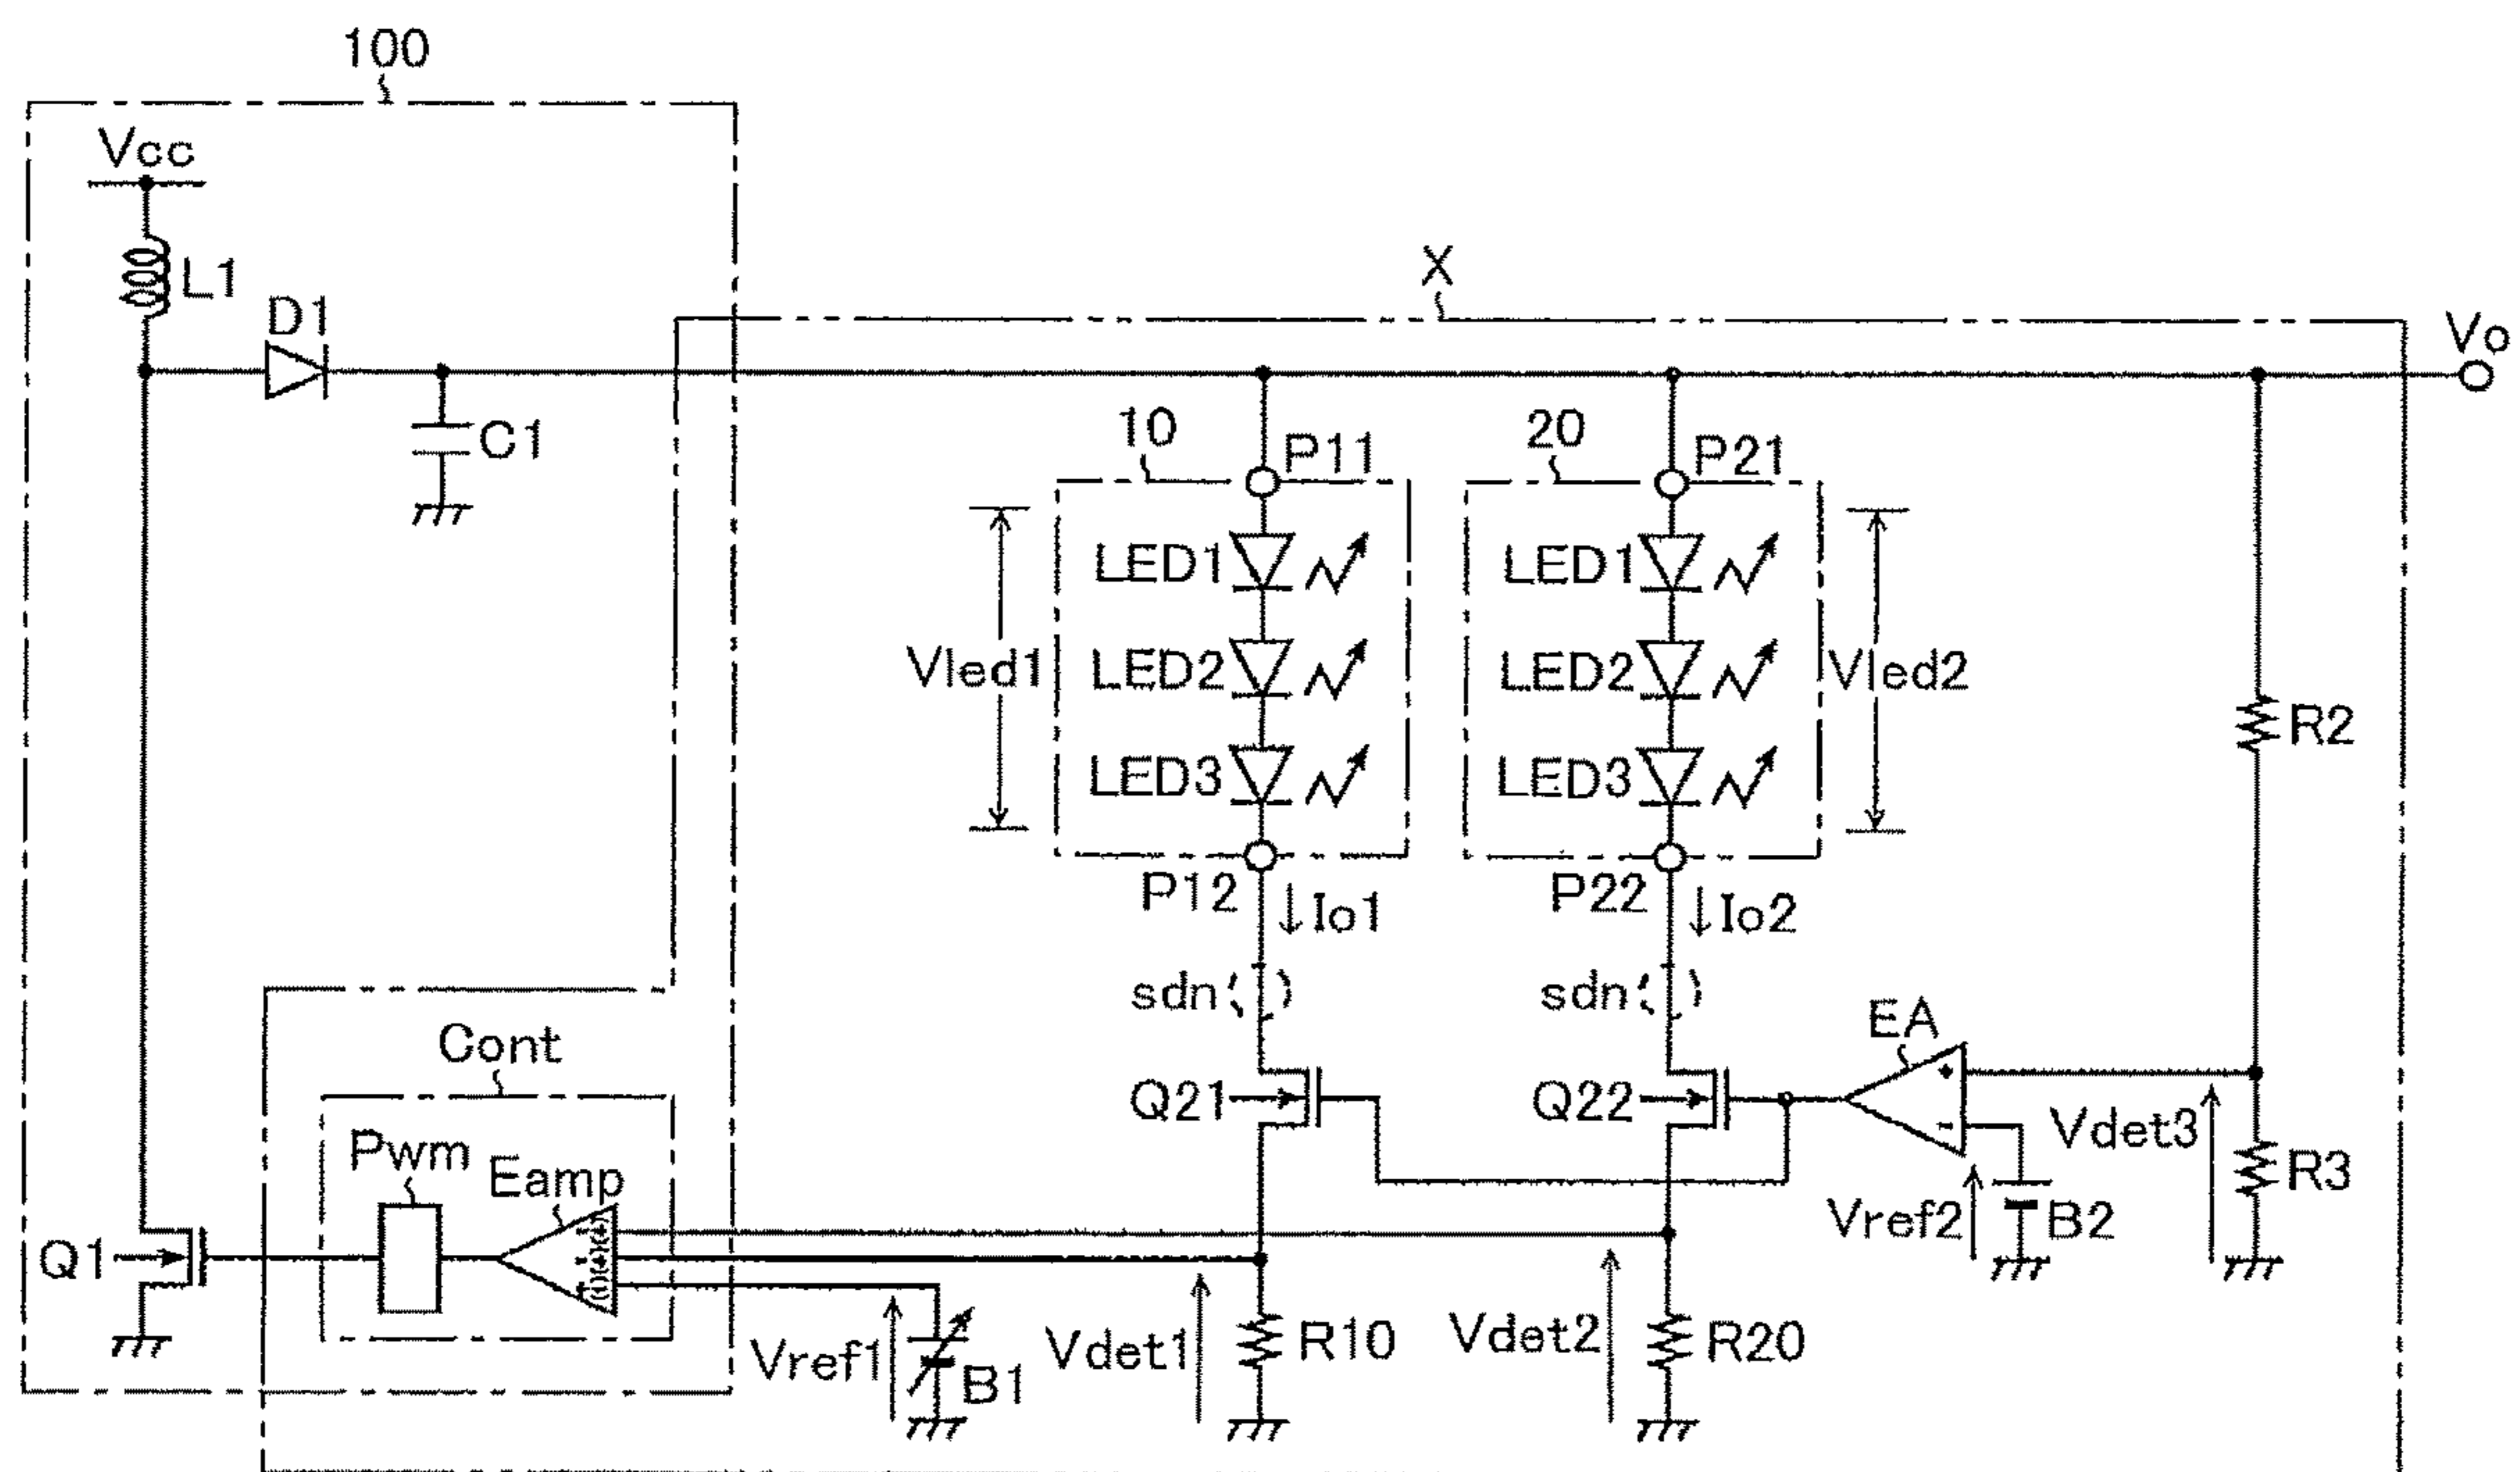 100
Vcc
L1
D1
X
Vo
C1
10
P11
20
P21
LED1
LED1
Vled1
LED2
LED2
Vled2
R2
LED3
LED3
P12
Io1
P22
Io2
sdn
sdn
EA
Cont
Q21
Q22
+
-
Vdet3
Pwm
Eamp
R3
Vref2
B2
Q1
Vref1
B1
Vdet1
R10
Vdet2
R20